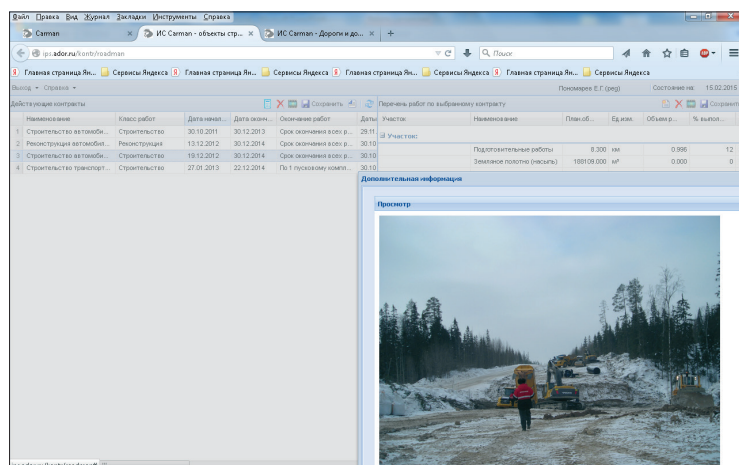 Файл Правка Вид Журнал Закладки Инструменты Справка
Carman × ИС Carman - объекты стр... × ИС Carman - Дороги и до... × +
ips.ador.ru/kontr/roadman Поиск
Главная страница Ян... Сервисы Яндекса Главная страница Ян... Сервисы Яндекса Главная страница Ян... Сервисы Яндекса Главная страница Ян... Сервисы Яндекса
Выход Справка Пономарев Е.Г.(peg) Состояние на: 15.02.2015
Действующие контракты Сохранить Перечень работ по выбранному контракту Сохранить
Наименование Класс работ Дата начал... Дата оконч... Окончание работ Даты Участок Наименование План.об... Ед.изм. Объем р... % выпол...
1 Строительство автомоби... Строительство 30.10.2011 30.12.2013 Срок окончания всех р... 29.11.
Участок:
2 Реконструкция автомобил... Реконструкция 13.12.2012 30.10.2014 Срок окончания всех р... 30.10
Подготовительные работы 8.300 км 0.996 12
3 Строительство автомоби... Строительство 19.12.2012 30.10.2014 Срок окончания всех р... 30.10
Земляное полотно (насыпь) 188109.000 м³ 0.000 0
4 Строительство транспорт... Строительство 27.01.2013 22.12.2014 По 1 пусковому компл... 30.10
Дополнительная информация
Просмотр